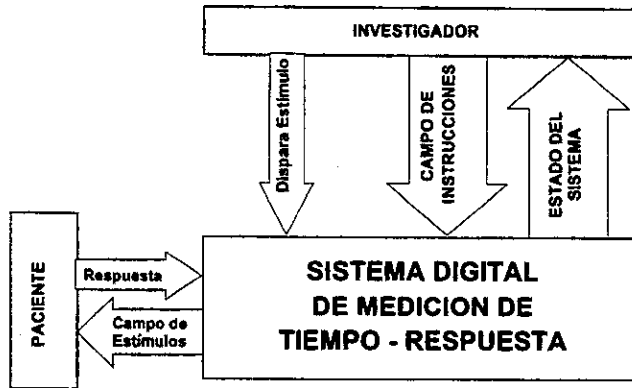 INVESTIGADOR
Dispara Estímulo
CAMPO DE
INSTRUCCIONES
ESTADO DEL
SISTEMA
PACIENTE
Respuesta
Campo de
Estímulos
SISTEMA DIGITAL
DE MEDICION DE
TIEMPO - RESPUESTA